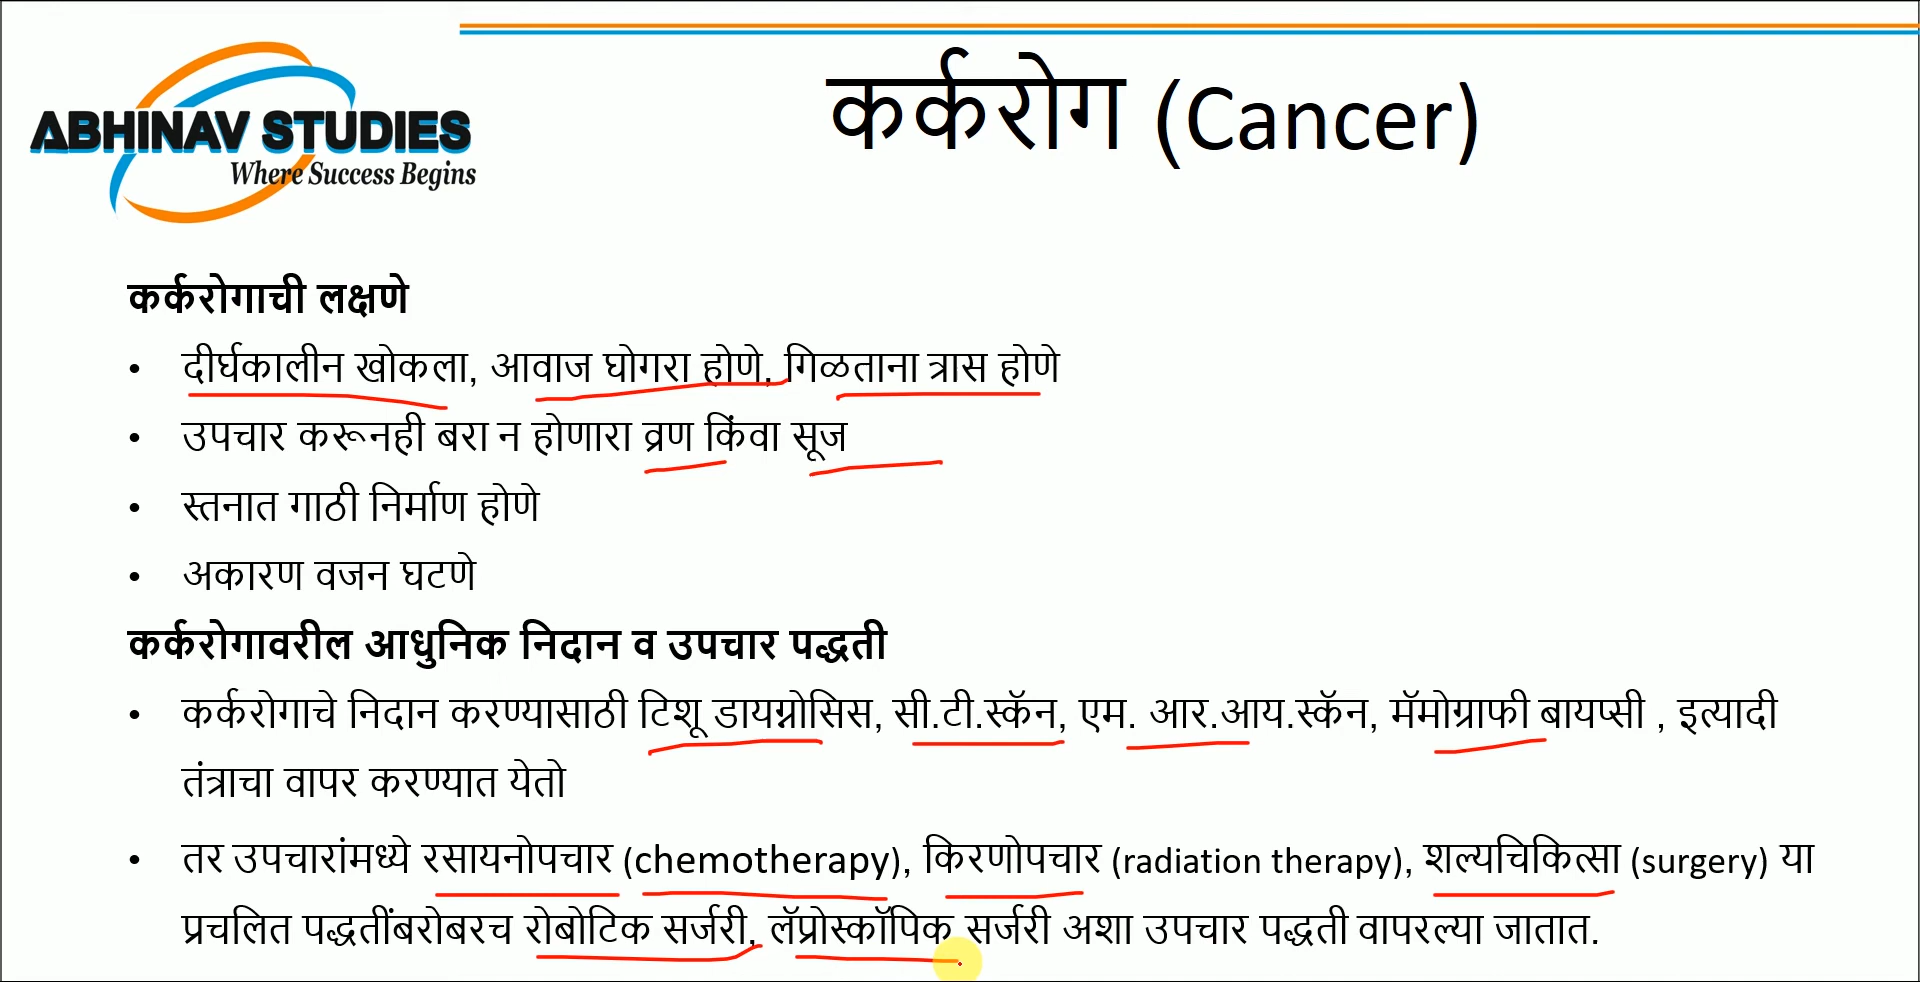 ABHINAV STUDIES
Where Success Begins
कर्करोग (Cancer)
कर्करोगाची लक्षणे
• दीर्घकालीन खोकला, आवाज घोगरा होणे, गिळताना त्रास होणे
• उपचार करूनही बरा न होणारा व्रण किंवा सूज
• स्तनात गाठी निर्माण होणे
• अकारण वजन घटणे
कर्करोगावरील आधुनिक निदान व उपचार पद्धती
• कर्करोगाचे निदान करण्यासाठी टिशू डायग्नोसिस, सी.टी.स्कॅन, एम. आर.आय.स्कॅन, मॅमोग्राफी बायप्सी , इत्यादी
तंत्राचा वापर करण्यात येतो
• तर उपचारांमध्ये रसायनोपचार (chemotherapy), किरणोपचार (radiation therapy), शल्यचिकित्सा (surgery) या
प्रचलित पद्धतींबरोबरच रोबोटिक सर्जरी, लॅप्रोस्कॉपिक सर्जरी अशा उपचार पद्धती वापरल्या जातात.